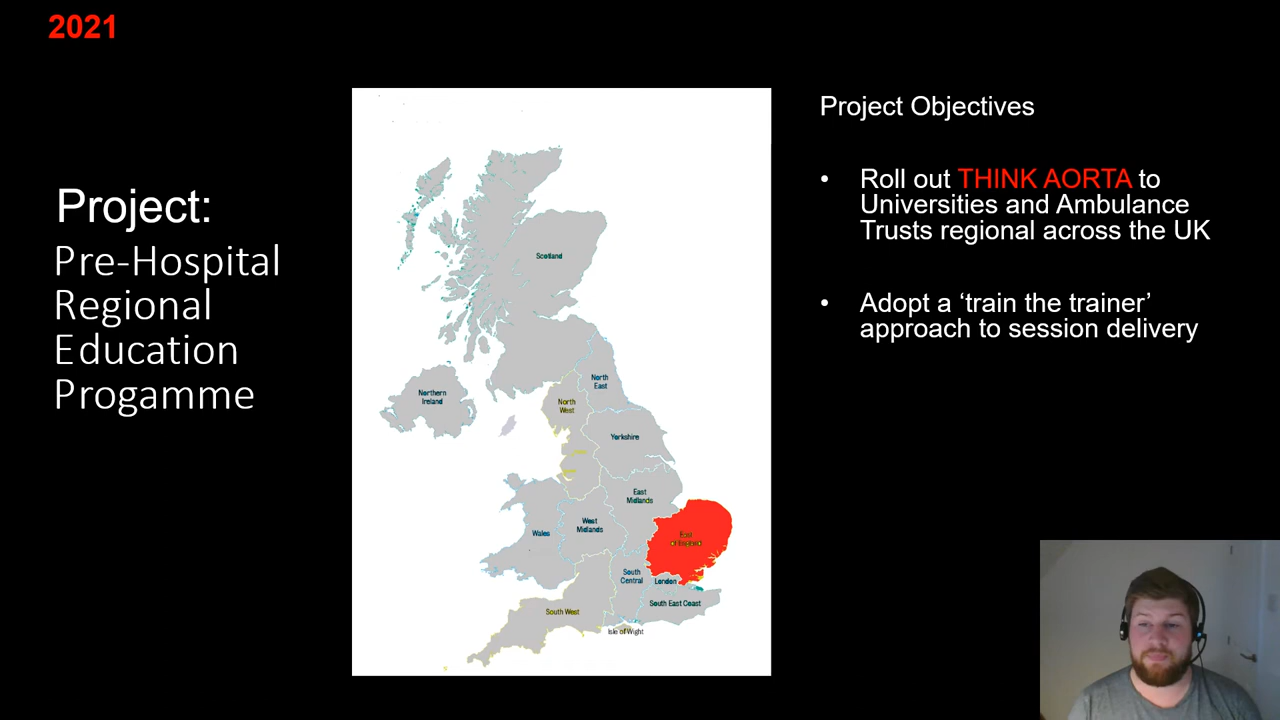 2021
Project:
Pre-Hospital
Regional
Education
Progamme
Scotland
Northern
Ireland
North
East
North
West
Yorkshire
East
Midlands
West
Midlands
Wales
East
South
Central
London
South East Coast
South West
Isle of Wight
Project Objectives
• Roll out THINK AORTA to
Universities and Ambulance
Trusts regional across the UK
• Adopt a ‘train the trainer’
approach to session delivery